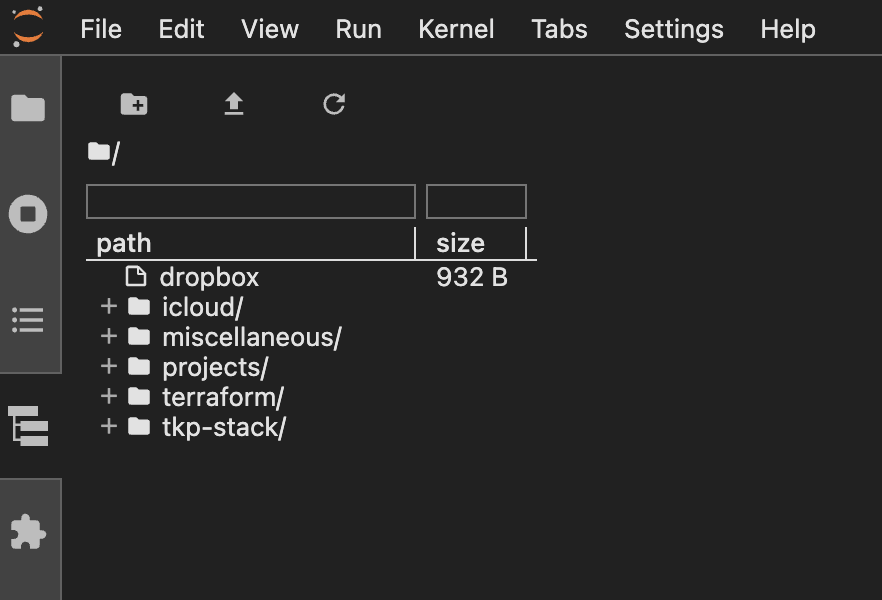 File Edit View Run Kernel Tabs Settings Help
/
path size
dropbox 932 B
+ icloud/
+ miscellaneous/
+ projects/
+ terraform/
+ tkp-stack/